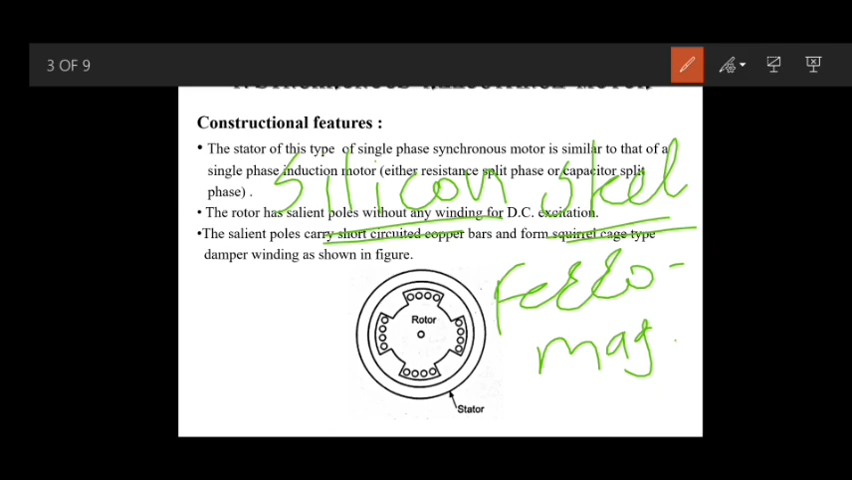 3 OF 9
Constructional features :
• The stator of this type of single phase synchronous motor is similar to that of a
single phase induction motor (either resistance split phase or capacitor split
phase) .
• The rotor has salient poles without any winding for D.C. excitation.
•The salient poles carry short circuited copper bars and form squirrel cage type
damper winding as shown in figure.
Silicon Steel
Ferro-
mag.
Rotor
Stator